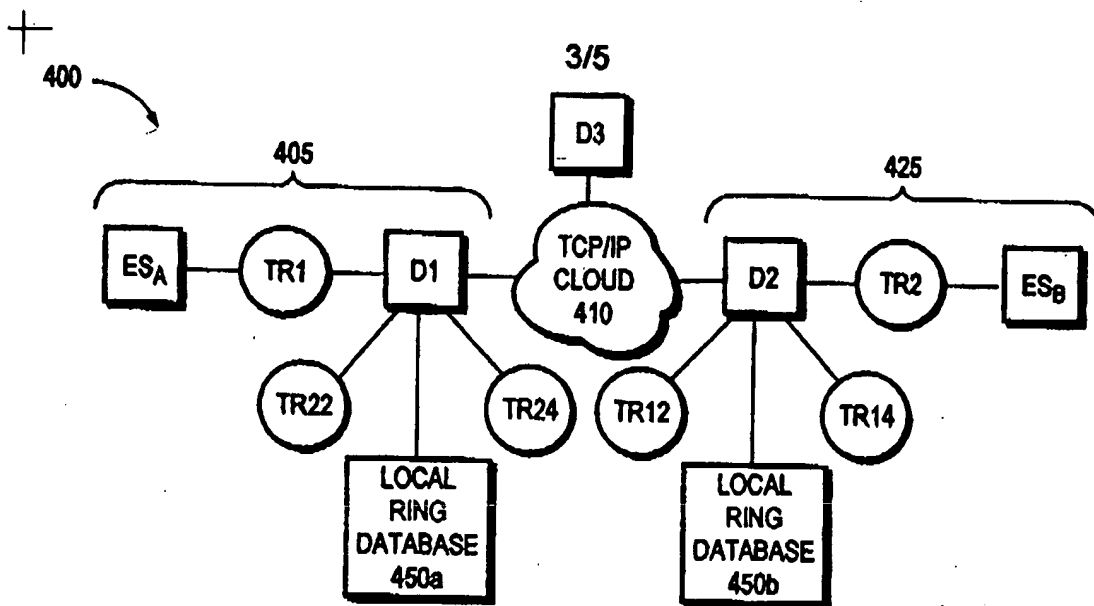 3/5
400
D3
405
425
TCP/IP
CLOUD
410
ESA
TR1
D1
D2
TR2
ESB
TR22
TR24
TR12
TR14
LOCAL
RING
DATABASE
450a
LOCAL
RING
DATABASE
450b